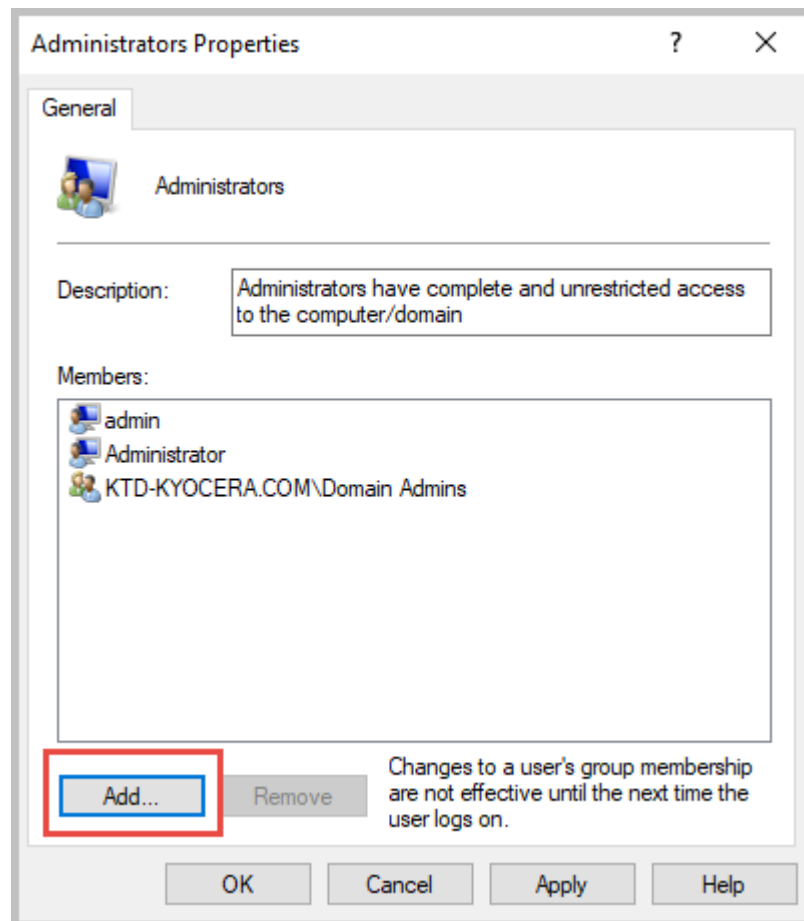 Administrators Properties
?
General
Administrators
Description:
Administrators have complete and unrestricted access
to the computer/domain
Members:
admin
Administrator
KTD-KYOCERA.COM\Domain Admins
Add...
Remove
Changes to a user's group membership
are not effective until the next time the
user logs on.
OK
Cancel
Apply
Help